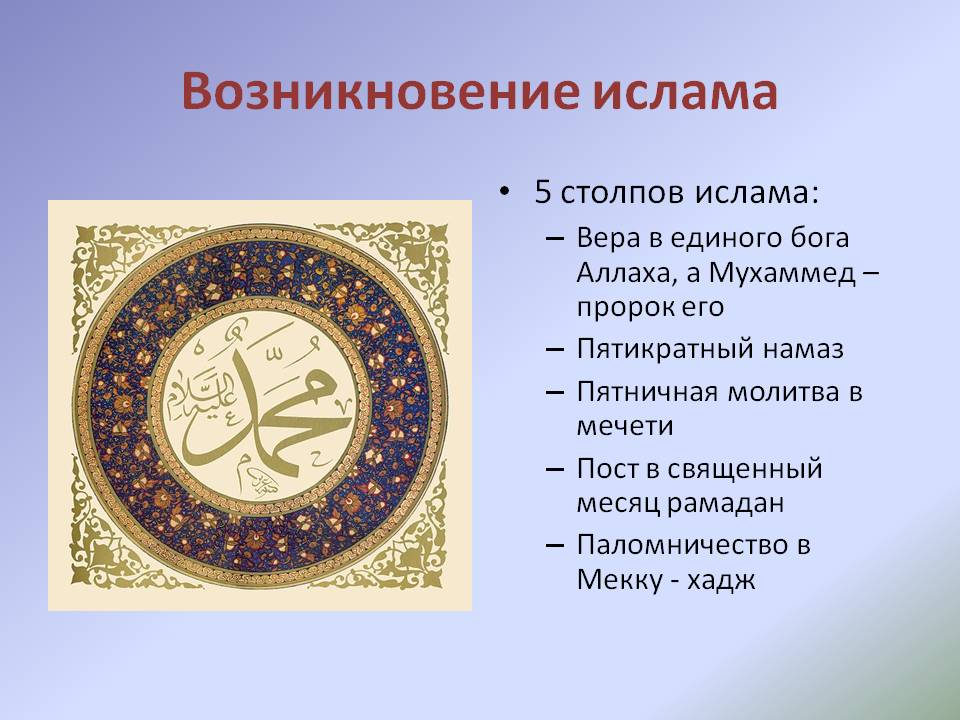 Возникновение ислама
محمد
عليه السلام
• 5 столпов ислама:
– Вера в единого бога
Аллаха, а Мухаммед –
пророк его
– Пятикратный намаз
– Пятничная молитва в
мечети
– Пост в священный
месяц рамадан
– Паломничество в
Мекку - хадж